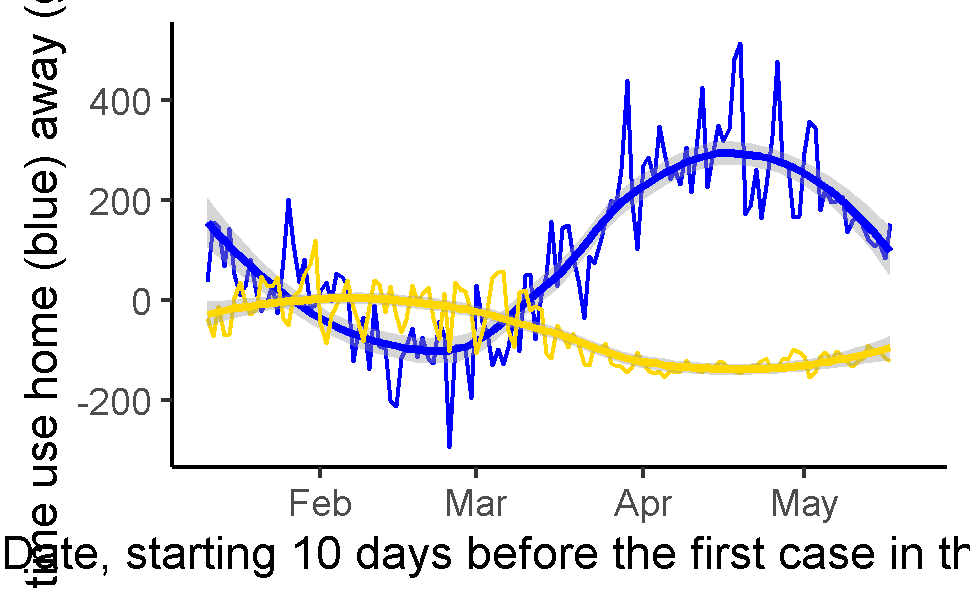 time use home (blue) away (
400
200
0
-200
Feb Mar Apr May
Date, starting 10 days before the first case in th